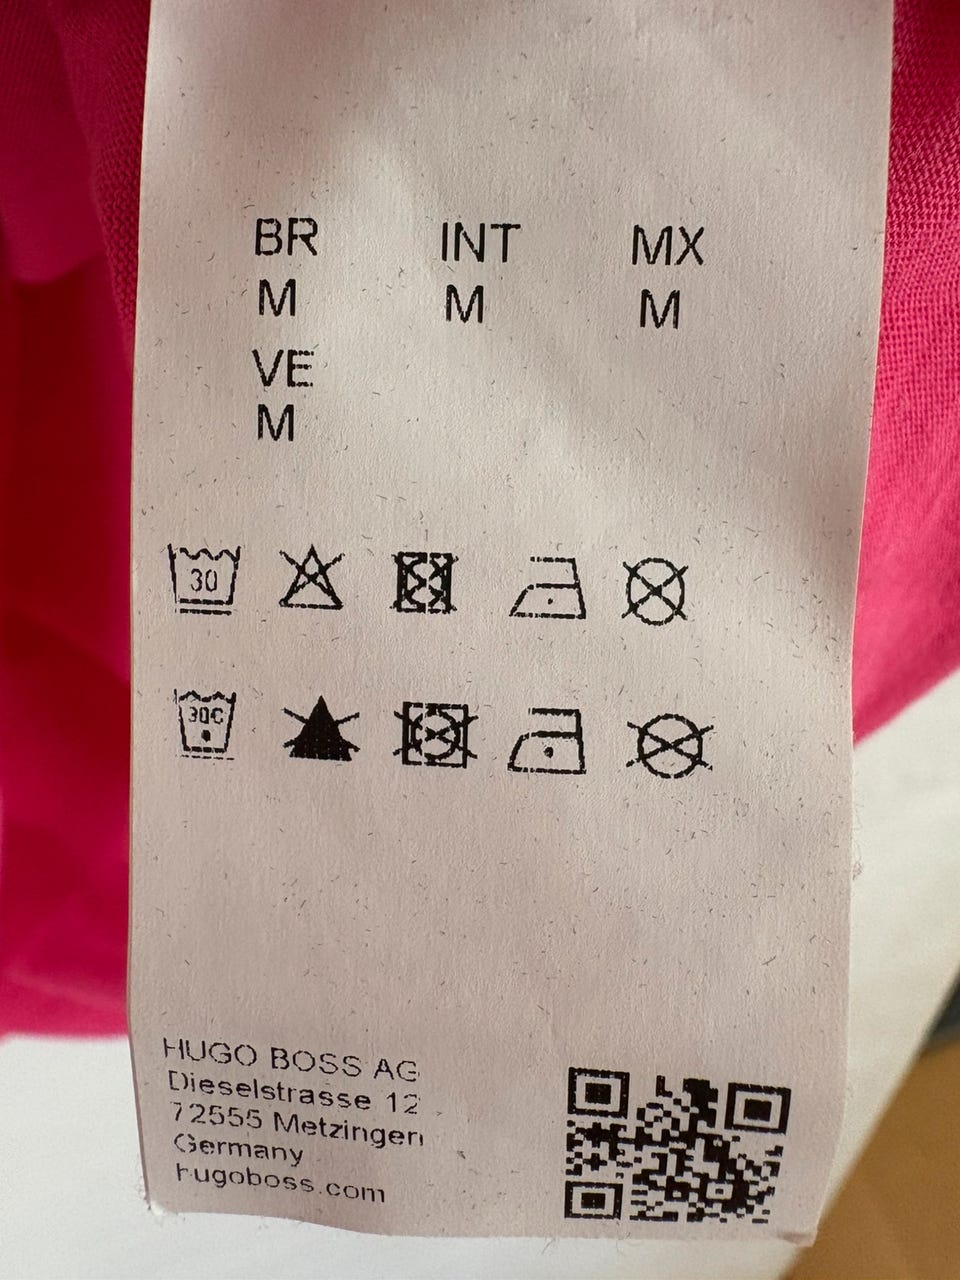 BR INT MX
M M M
VE
M
30
30C
HUGO BOSS AG
Dieselstrasse 12
72555 Metzingen
Germany
hugoboss.com